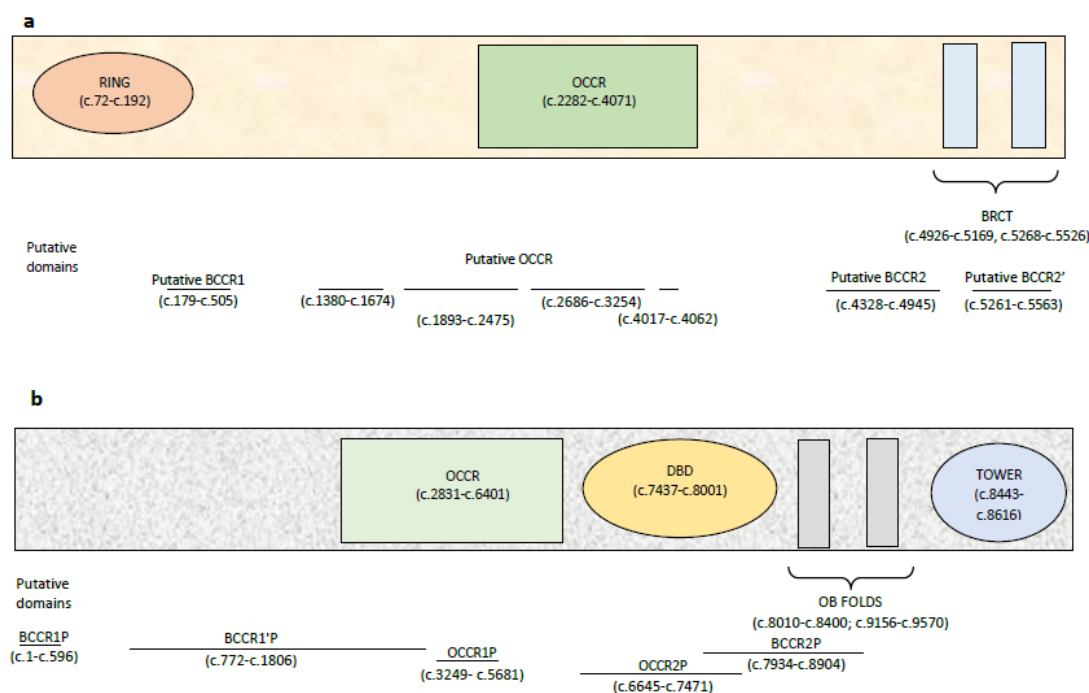 a
RING
(c.72-c.192)
OCCR
(c.2282-c.4071)
BRCT
(c.4926-c.5169, c.5268-c.5526)
Putative
domains
Putative BCCR1
(c.179-c.505)
Putative OCCR
(c.1380-c.1674)
(c.1893-c.2475)
(c.2686-c.3254)
(c.4017-c.4062)
Putative BCCR2
(c.4328-c.4945)
Putative BCCR2'
(c.5261-c.5563)
b
OCCR
(c.2831-c.6401)
DBD
(c.7437-c.8001)
TOWER
(c.8443-
c.8616)
OB FOLDS
(c.8010-c.8400; c.9156-c.9570)
Putative
domains
BCCR1P
(c.1-c.596)
BCCR1'P
(c.772-c.1806)
OCCR1P
(c.3249- c.5681)
OCCR2P
(c.6645-c.7471)
BCCR2P
(c.7934-c.8904)